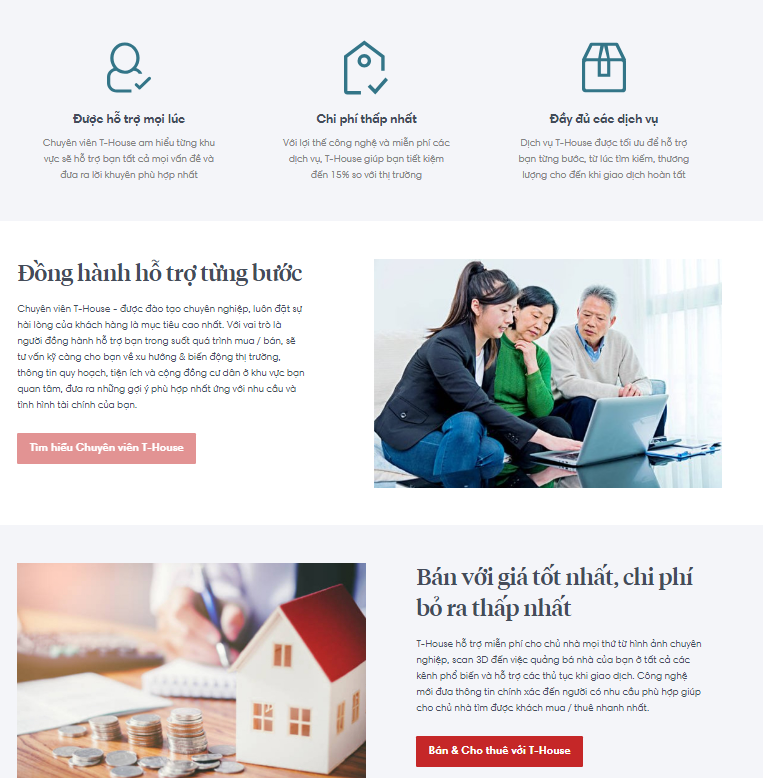 Được hỗ trợ mọi lúc
Chuyên viên T-House am hiểu từng khu
vực sẽ hỗ trợ bạn tất cả mọi vấn đề và
đưa ra lời khuyên phù hợp nhất
Chi phí thấp nhất
Với lợi thế công nghệ và miễn phí các
dịch vụ, T-House giúp bạn tiết kiệm
đến 15% so với thị trường
Đầy đủ các dịch vụ
Dịch vụ T-House được tối ưu để hỗ trợ
bạn từng bước, từ lúc tìm kiếm, thương
lượng cho đến khi giao dịch hoàn tất
Đồng hành hỗ trợ từng bước
Chuyên viên T-House - được đào tạo chuyên nghiệp, luôn đặt sự
hài lòng của khách hàng là mục tiêu cao nhất. Với vai trò là
người đồng hành hỗ trợ bạn trong suốt quá trình mua / bán, sẽ
tư vấn kỹ càng cho bạn về xu hướng & biến động thị trường,
thông tin quy hoạch, tiện ích và cộng đồng cư dân ở khu vực bạn
quan tâm, đưa ra những gợi ý phù hợp nhất ứng với nhu cầu và
tình hình tài chính của bạn.
Tìm hiểu Chuyên viên T-House
Bán với giá tốt nhất, chi phí
bỏ ra thấp nhất
T-House hỗ trợ miễn phí cho chủ nhà mọi thứ từ hình ảnh chuyên
nghiệp, scan 3D đến việc quảng bá nhà của bạn ở tất cả các
kênh phổ biến và hỗ trợ các thủ tục khi giao dịch. Công nghệ
mới đưa thông tin chính xác đến người có nhu cầu phù hợp giúp
cho chủ nhà tìm được khách mua / thuê nhanh nhất.
Bán & Cho thuê với T-House